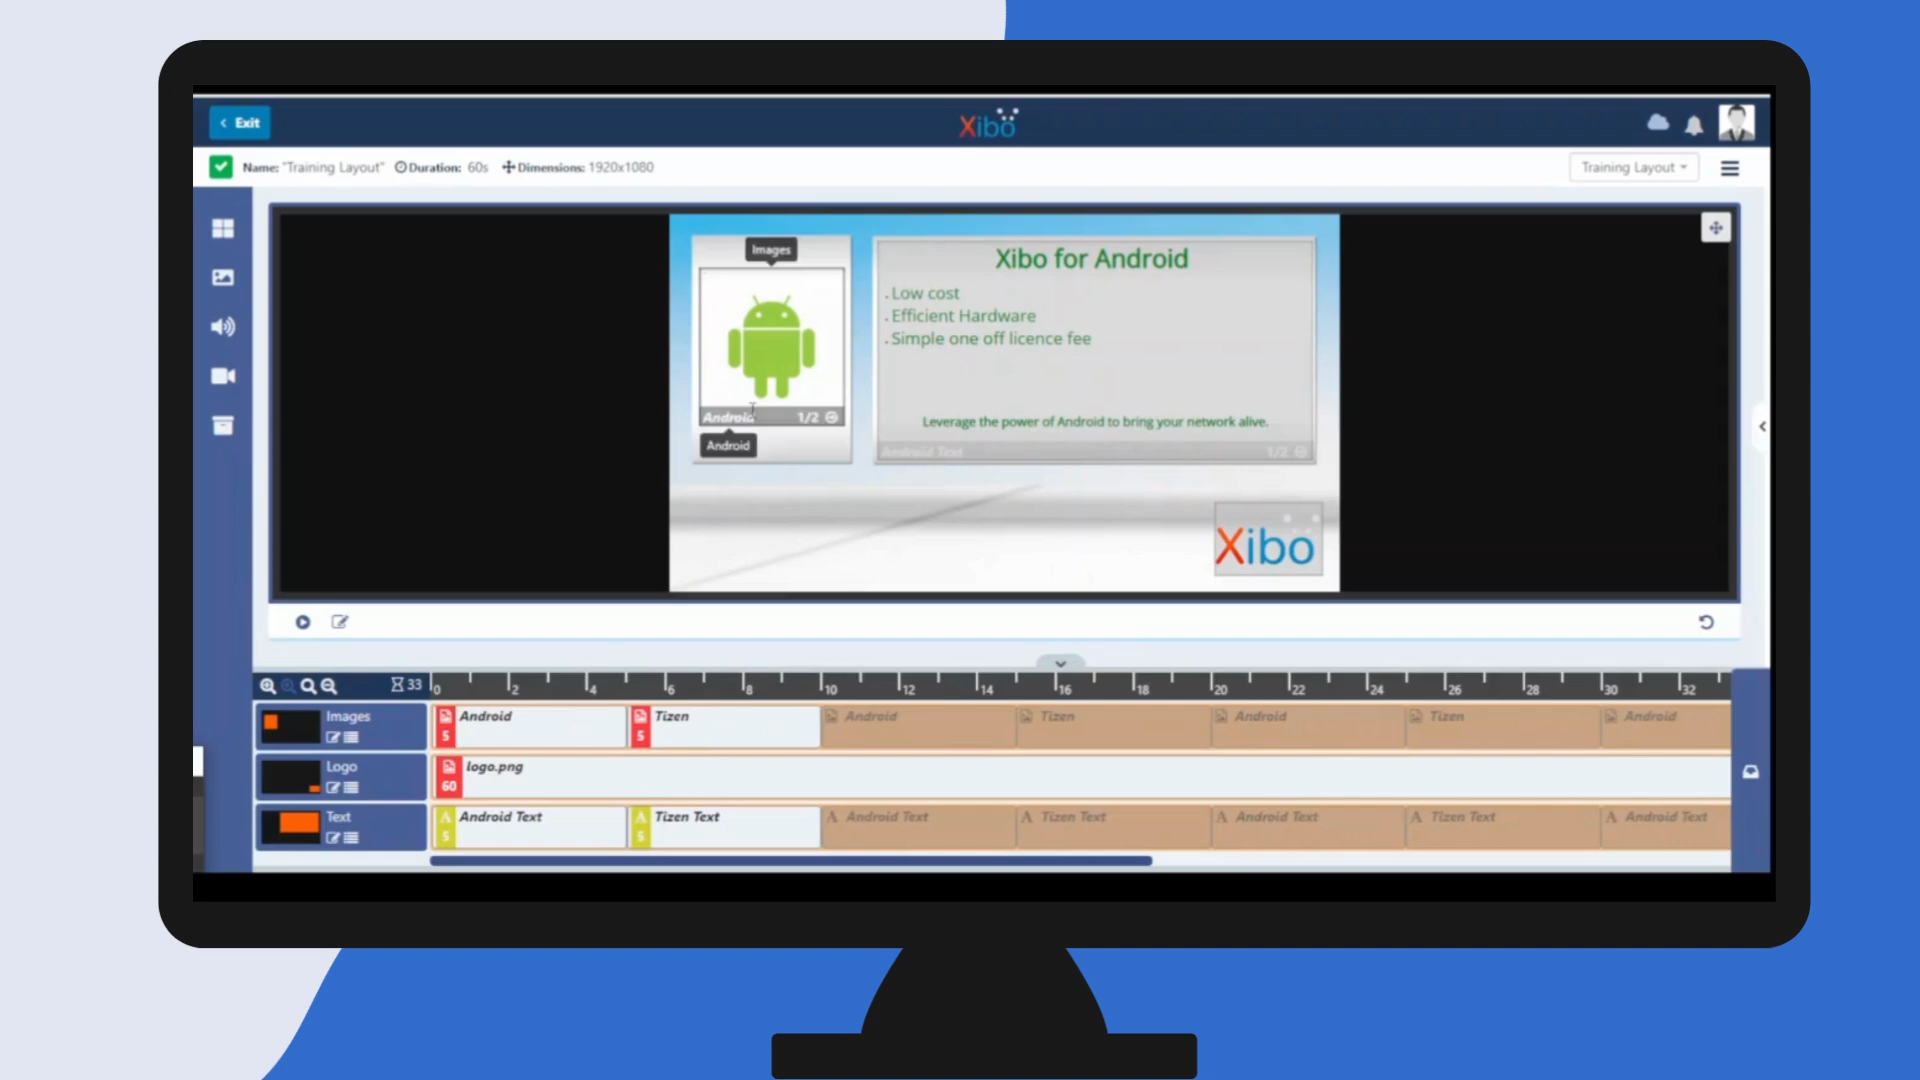 Exit
Xibo
Name: "Training Layout" Duration: 60s Dimensions: 1920x1080
Training Layout
Images
Android 1/2
Android
Xibo for Android
. Low cost
. Efficient Hardware
. Simple one off licence fee
Leverage the power of Android to bring your network alive.
Android Text 1/2
Xibo
33 0 2 4 6 8 10 12 14 16 18 20 22 24 26 28 30 32
Images Android 5 Tizen 5 Android Tizen Android Tizen Android
Logo logo.png 60
Text A Android Text 5 A Tizen Text 5 A Android Text A Tizen Text A Android Text A Tizen Text A Android Text